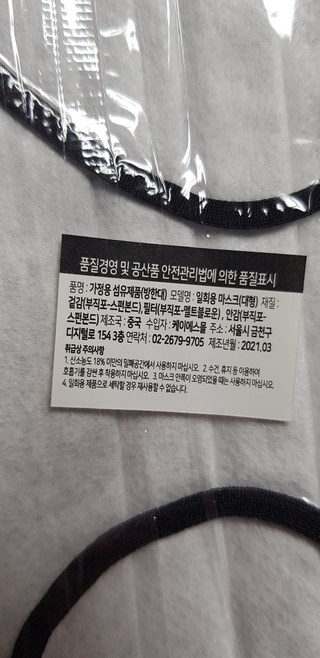 품질경영 및 공산품 안전관리법에 의한 품질표시
품명 : 가정용 섬유제품(방한대) 모델명 : 일회용 마스크(대형) 재질 :
겉감(부직포-스펀본드), 필터(부직포-멜트블로운), 안감(부직포-
스펀본드) 제조국 : 중국 수입자 : 케이에스몰 주소 : 서울시 금천구
디지털로 154 3층 연락처 : 02-2679-9705 제조년월 : 2021.03
취급상 주의사항
1. 산소농도 18% 미만의 밀폐공간에서 사용하지 마십시오. 2. 수건, 휴지 등 이용하여
호흡기를 감싼 후 착용하지 마십시오. 3. 마스크 안쪽이 오염되었을 때는 사용하지 마십시오.
4. 일회용 제품으로 세탁할 경우 재사용할 수 없습니다.